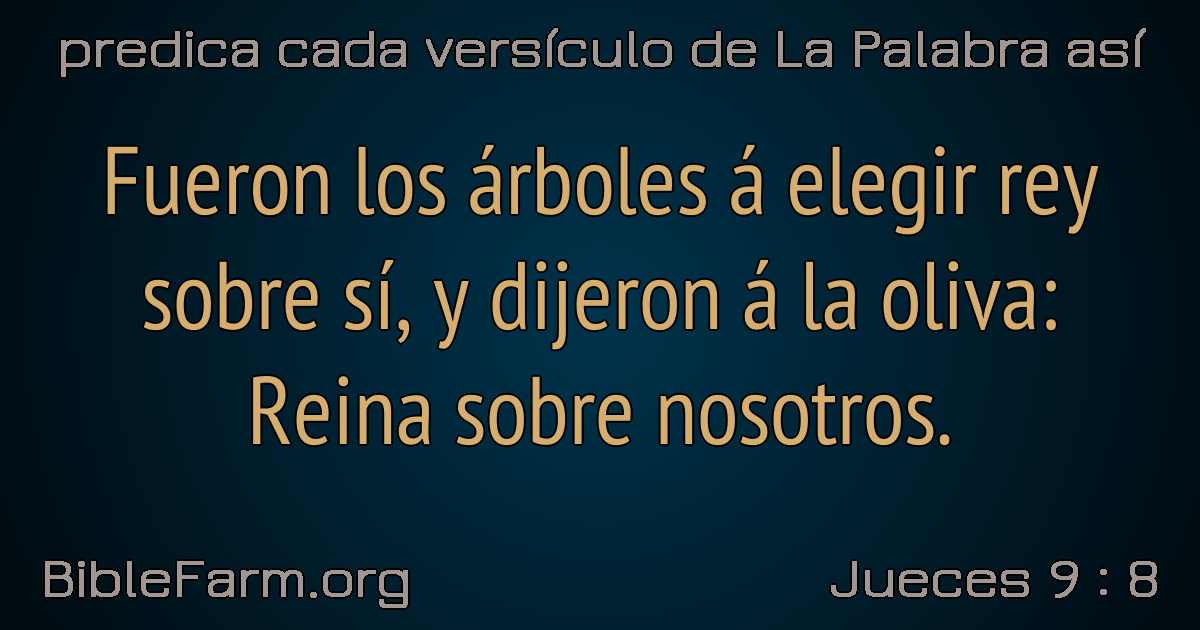 predica cada versículo de La Palabra así
Fueron los árboles á elegir rey
sobre sí, y dijeron á la oliva:
Reina sobre nosotros.
BibleFarm.org
Jueces 9 : 8